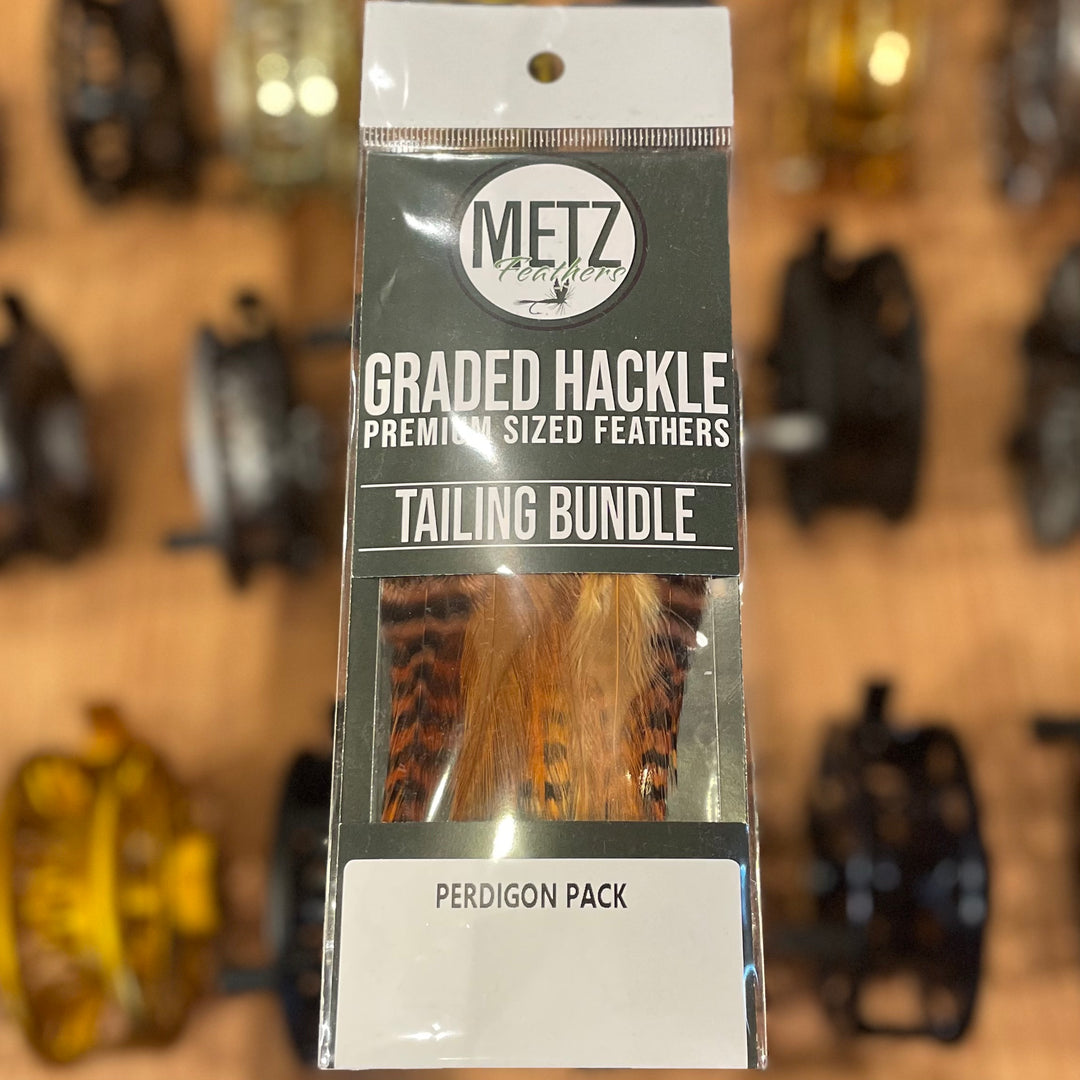 METZ
Feathers
GRADED HACKLE
PREMIUM SIZED FEATHERS
TAILING BUNDLE
PERDIGON PACK